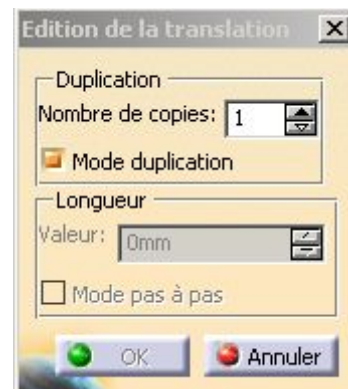 Edition de la translation
Duplication
Nombre de copies: 1
Mode duplication
Longueur
Valeur: 0mm
Mode pas à pas
OK Annuler